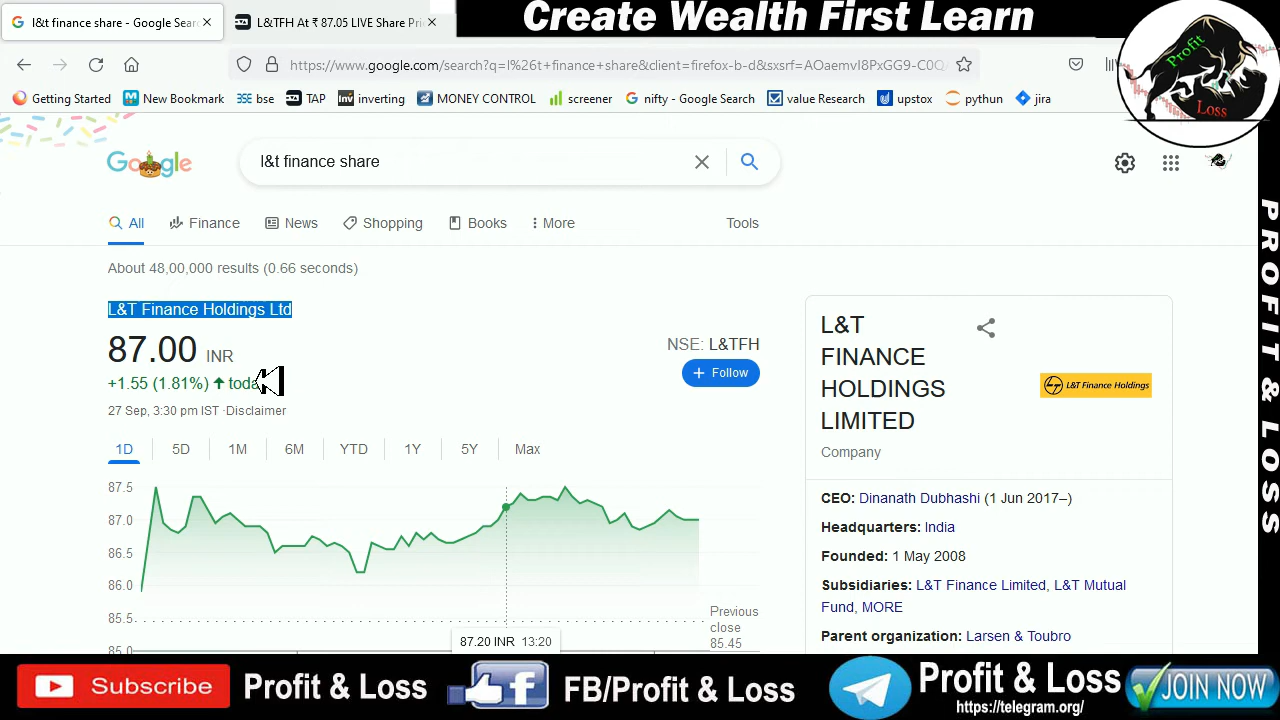 Create Wealth First Learn
l&t finance share - Google Sear
L&TFH At ₹ 87.05 LIVE Share Pri
https://www.google.com/search?q=l%26t+finance+share&client=firefox-b-d&sxsrf=AOaemvI8PxGG9-C0QA
Getting Started
New Bookmark
bse
TAP
Inv inverting
MONEY CONTROL
screener
nifty - Google Search
value Research
upstox
pythun
jira
Profit
Loss
Google
l&t finance share
All
Finance
News
Shopping
Books
More
Tools
About 48,00,000 results (0.66 seconds)
L&T Finance Holdings Ltd
87.00 INR
+1.55 (1.81%) toda
27 Sep, 3:30 pm IST · Disclaimer
NSE: L&TFH
+ Follow
1D
5D
1M
6M
YTD
1Y
5Y
Max
87.5
87.0
86.5
86.0
85.5
85.0
87.20 INR 13:20
Previous
close
85.45
L&T
FINANCE
HOLDINGS
LIMITED
Company
L&T Finance Holdings
CEO: Dinanath Dubhashi (1 Jun 2017–)
Headquarters: India
Founded: 1 May 2008
Subsidiaries: L&T Finance Limited, L&T Mutual
Fund, MORE
Parent organization: Larsen & Toubro
PROFIT & LOSS
Subscribe
Profit & Loss
FB/Profit & Loss
Profit & Loss
https://telegram.org/
JOIN NOW